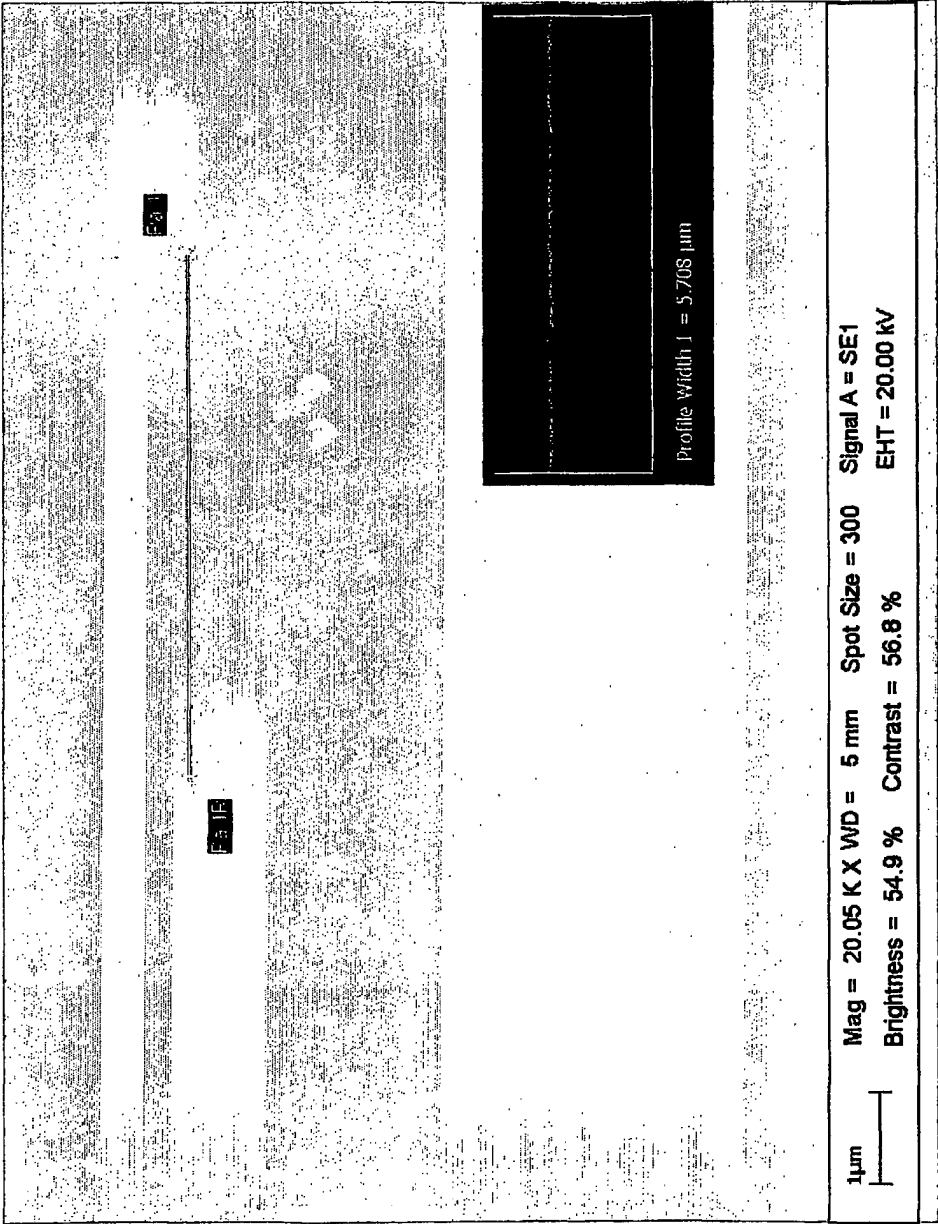 Pa 1
Pa 1R
Profile Width 1 = 5.708 µm
1µm
Mag = 20.05 K X WD = 5 mm Spot Size = 300 Signal A = SE1
Brightness = 54.9 % Contrast = 56.8 % EHT = 20.00 kV